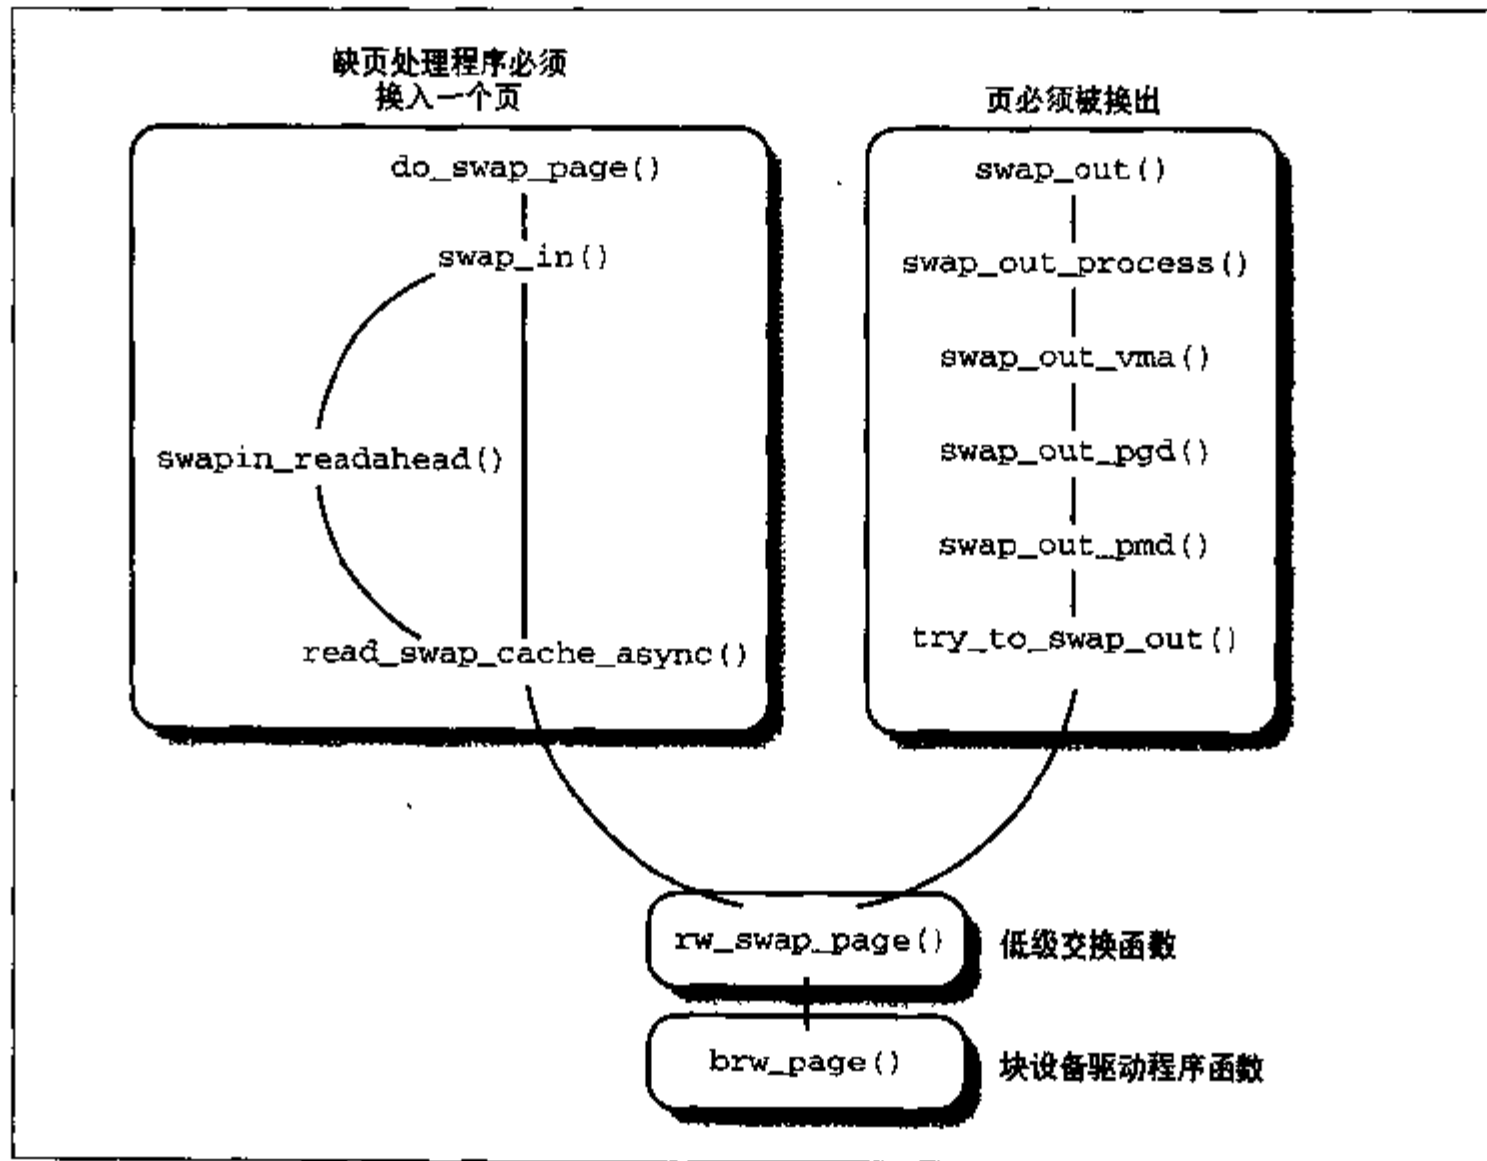 缺页处理程序必须
换入一个页
do_swap_page()
swap_in()
swapin_readahead()
read_swap_cache_async()
页必须被换出
swap_out()
swap_out_process()
swap_out_vma()
swap_out_pgd()
swap_out_pmd()
try_to_swap_out()
rw_swap_page()
低级交换函数
brw_page()
块设备驱动程序函数